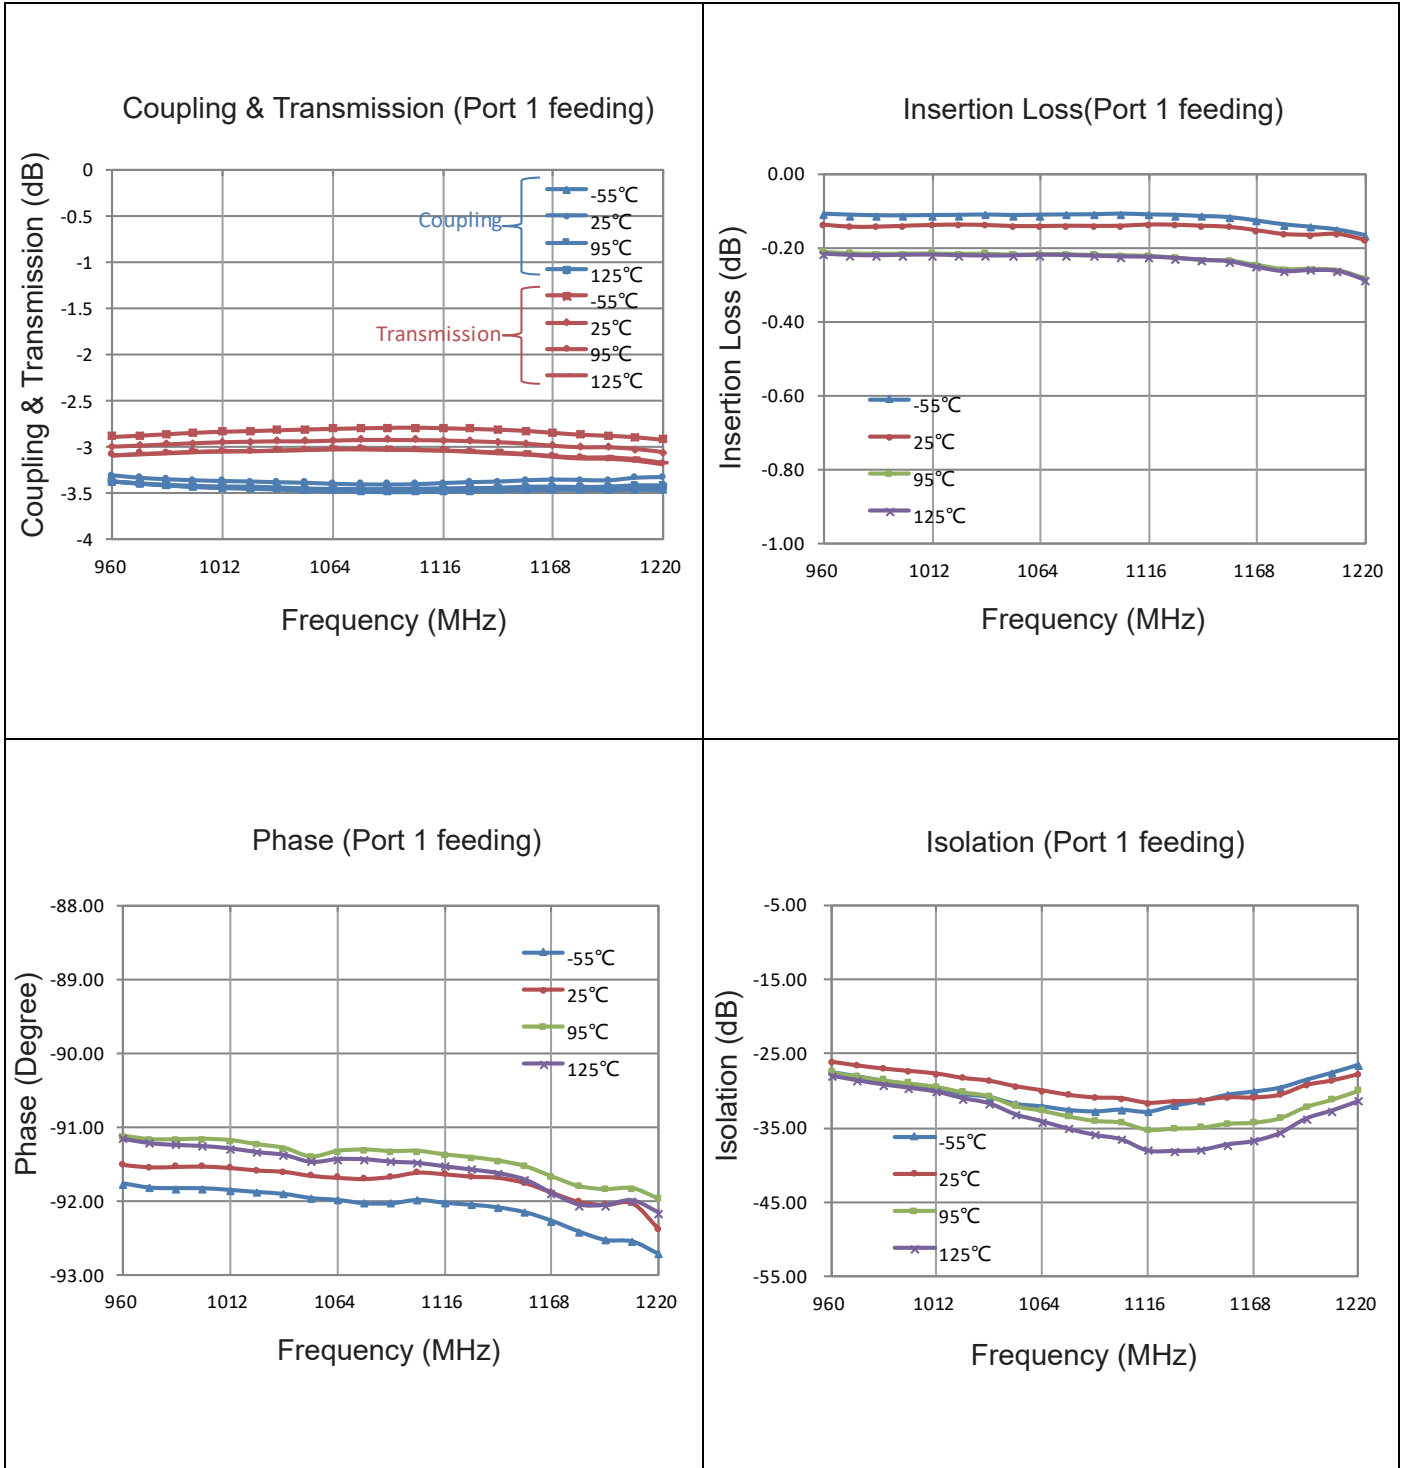 Coupling & Transmission (Port 1 feeding)
Coupling & Transmission (dB)
0
-0.5
-1
-1.5
-2
-2.5
-3
-3.5
-4
Coupling
-55℃
25℃
95℃
125℃
Transmission
-55℃
25℃
95℃
125℃
960 1012 1064 1116 1168 1220
Frequency (MHz)
Insertion Loss(Port 1 feeding)
Insertion Loss (dB)
0.00
-0.20
-0.40
-0.60
-0.80
-1.00
-55℃
25℃
95℃
125℃
960 1012 1064 1116 1168 1220
Frequency (MHz)
Phase (Port 1 feeding)
Phase (Degree)
-88.00
-89.00
-90.00
-91.00
-92.00
-93.00
-55℃
25℃
95℃
125℃
960 1012 1064 1116 1168 1220
Frequency (MHz)
Isolation (Port 1 feeding)
Isolation (dB)
-5.00
-15.00
-25.00
-35.00
-45.00
-55.00
-55℃
25℃
95℃
125℃
960 1012 1064 1116 1168 1220
Frequency (MHz)